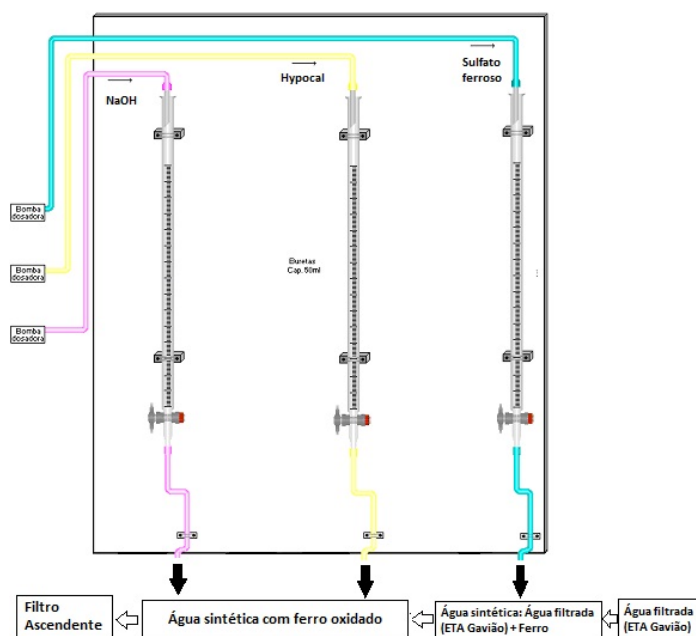 NaOH
Hypocal
Sulfato
ferroso
Bomba
dosadora
Bomba
dosadora
Bomba
dosadora
Buretas
Cap. 50ml
Filtro
Ascendente
Água sintética com ferro oxidado
Água sintética: Água filtrada
(ETA Gavião) + Ferro
Água filtrada
(ETA Gavião)